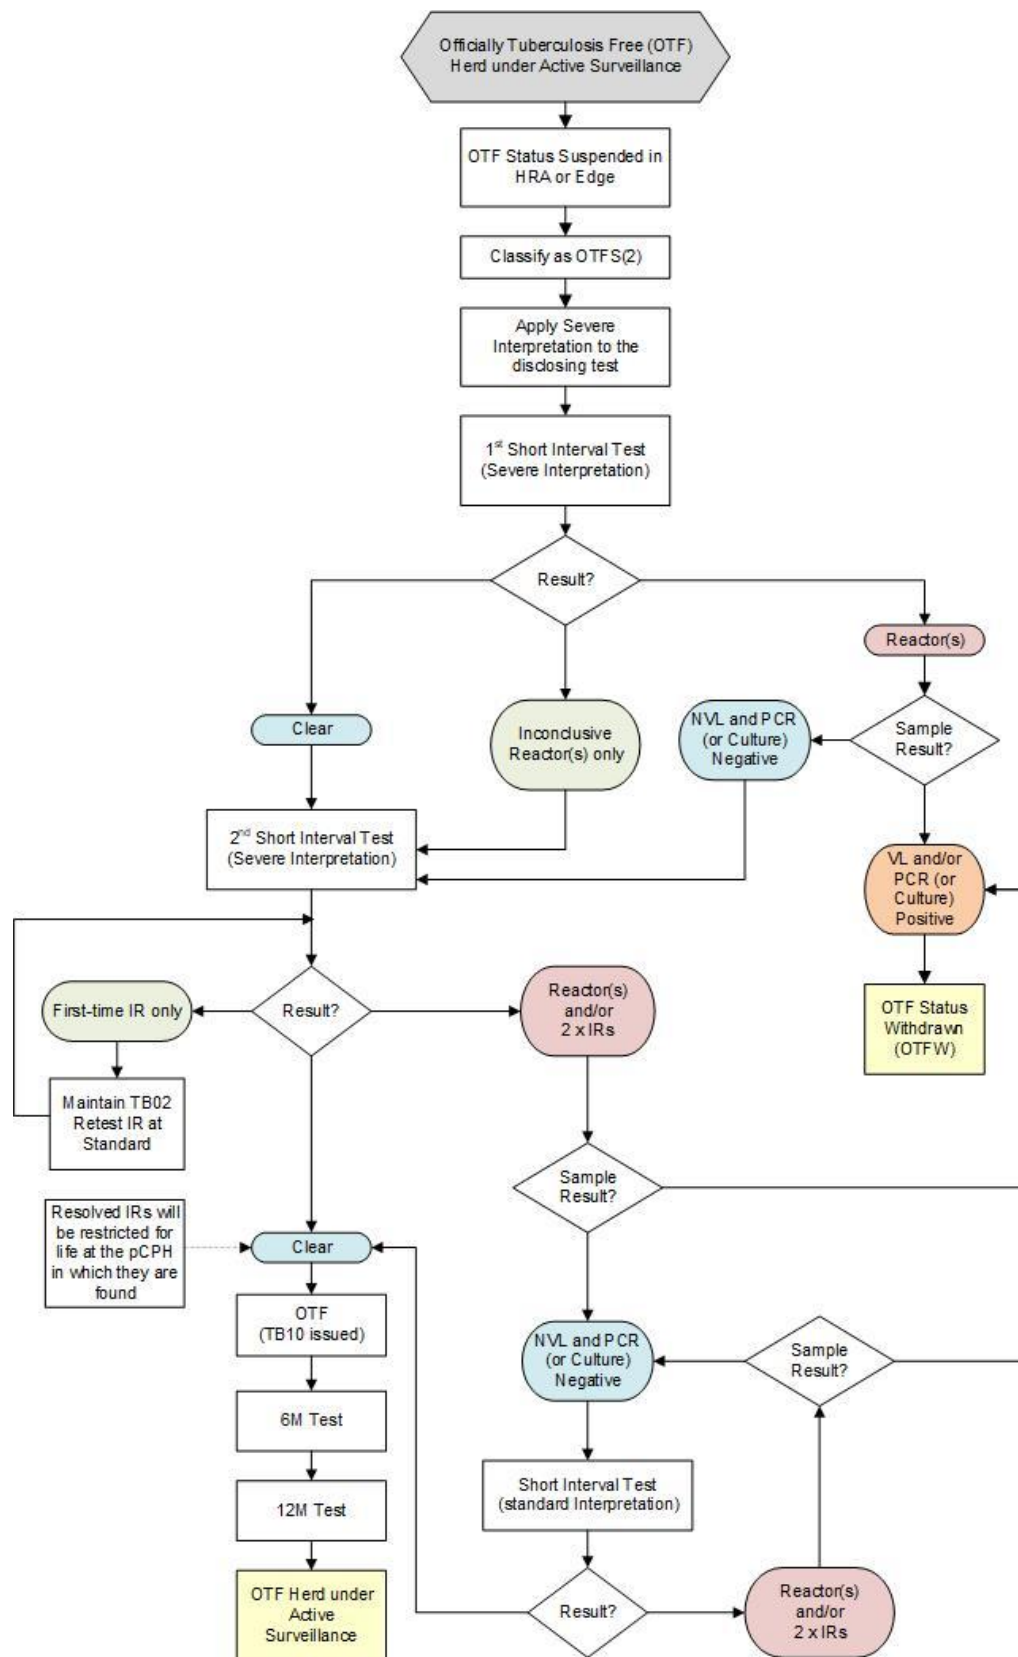 Officially Tuberculosis Free (OTF)
Herd under Active Surveillance
OTF Status Suspended in
HRA or Edge
Classify as OTFS(2)
Apply Severe
Interpretation to the
disclosing test
1st Short Interval Test
(Severe Interpretation)
Result?
Reactor(s)
Clear
Inconclusive
Reactor(s) only
NVL and PCR
(or Culture)
Negative
Sample
Result?
2nd Short Interval Test
(Severe Interpretation)
VL and/or
PCR (or
Culture)
Positive
First-time IR only
Result?
Reactor(s)
and/or
2 x IRs
OTF Status
Withdrawn
(OTFW)
Maintain TB02
Retest IR at
Standard
Sample
Result?
Resolved IRs will
be restricted for
life at the pCPH
in which they are
found
Clear
OTF
(TB10 issued)
NVL and PCR
(or Culture)
Negative
Sample
Result?
6M Test
Short Interval Test
(standard Interpretation)
12M Test
OTF Herd under
Active
Surveillance
Result?
Reactor(s)
and/or
2 x IRs